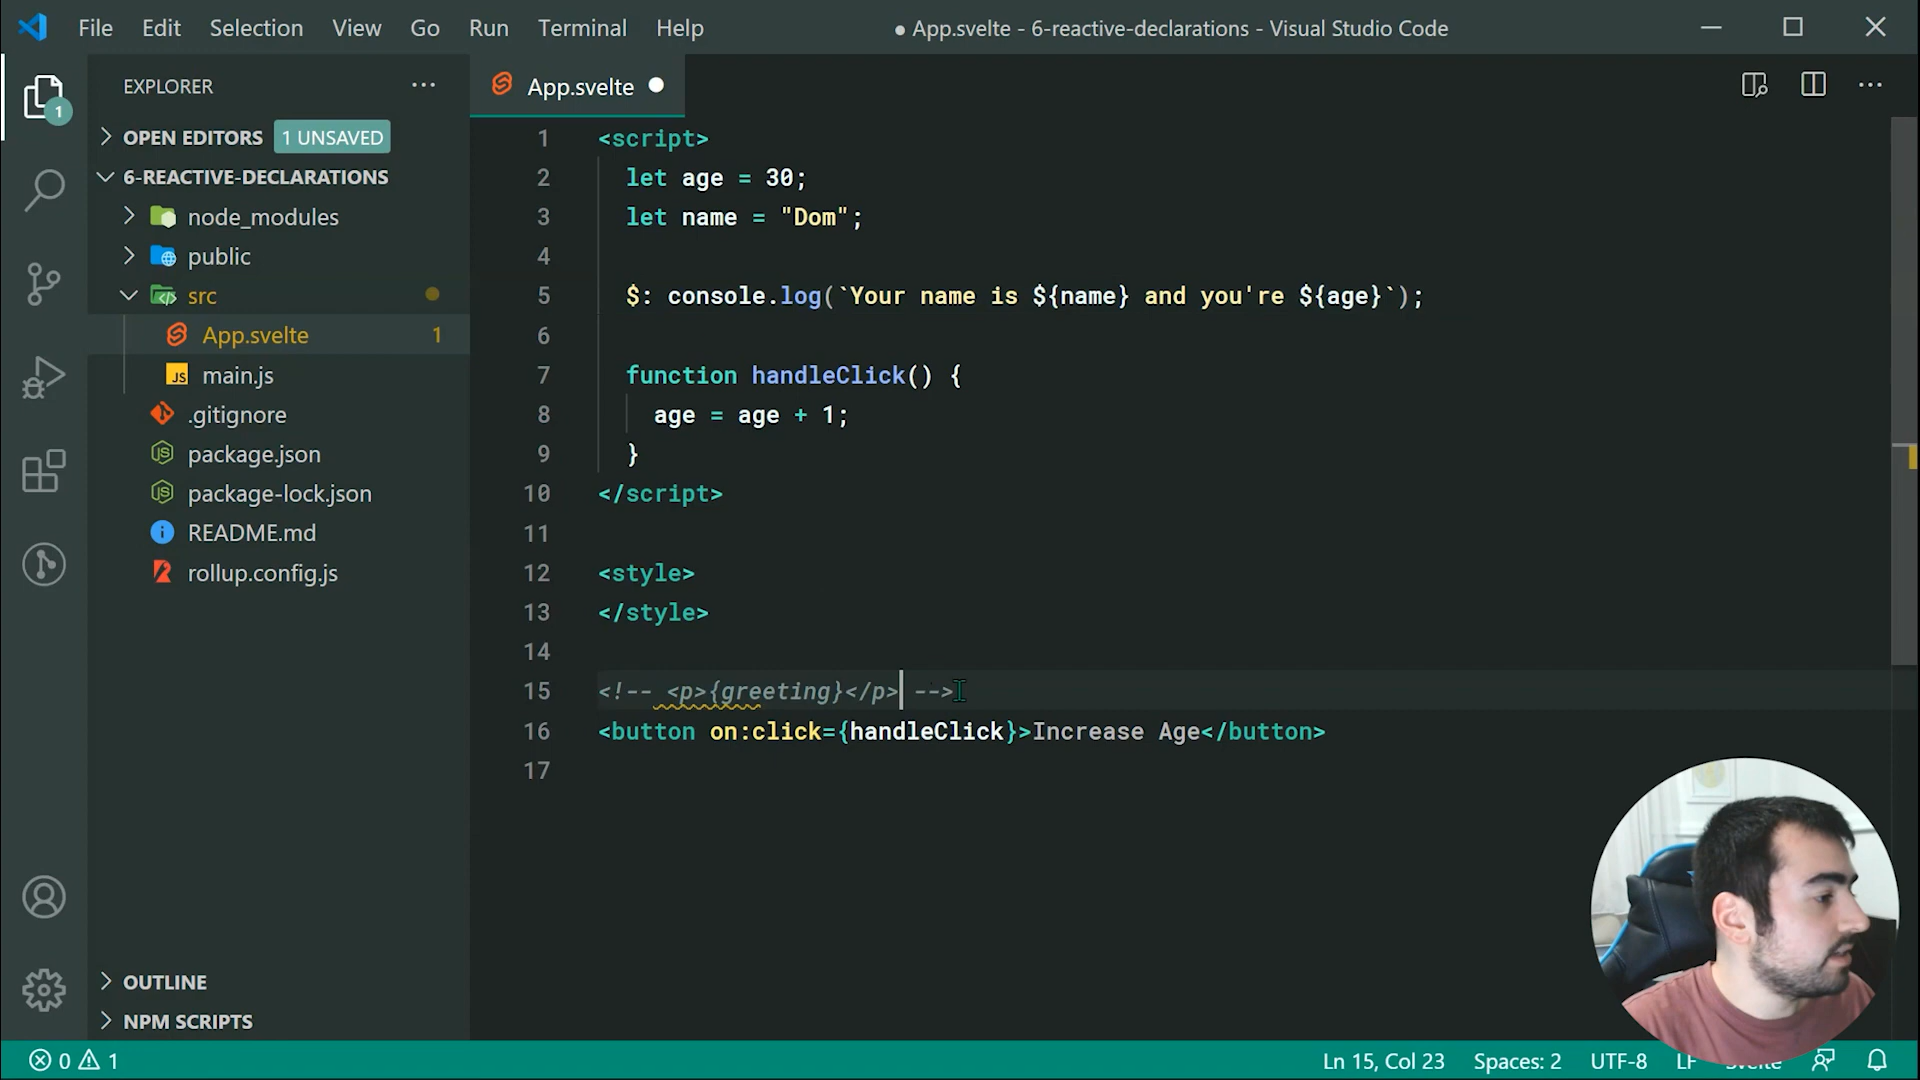 File Edit Selection View Go Run Terminal Help
● App.svelte - 6-reactive-declarations - Visual Studio Code
EXPLORER
OPEN EDITORS 1 UNSAVED
6-REACTIVE-DECLARATIONS
node_modules
public
src
App.svelte 1
JS main.js
.gitignore
package.json
package-lock.json
README.md
rollup.config.js
OUTLINE
NPM SCRIPTS
1
App.svelte
1 <script>
2 let age = 30;
3 let name = "Dom";
4
5 $: console.log(`Your name is ${name} and you're ${age}`);
6
7 function handleClick() {
8 age = age + 1;
9 }
10 </script>
11
12 <style>
13 </style>
14
15 <!-- <p>{greeting}</p> -->
16 <button on:click={handleClick}>Increase Age</button>
17
0 1 Ln 15, Col 23 Spaces: 2 UTF-8 LF Svelte